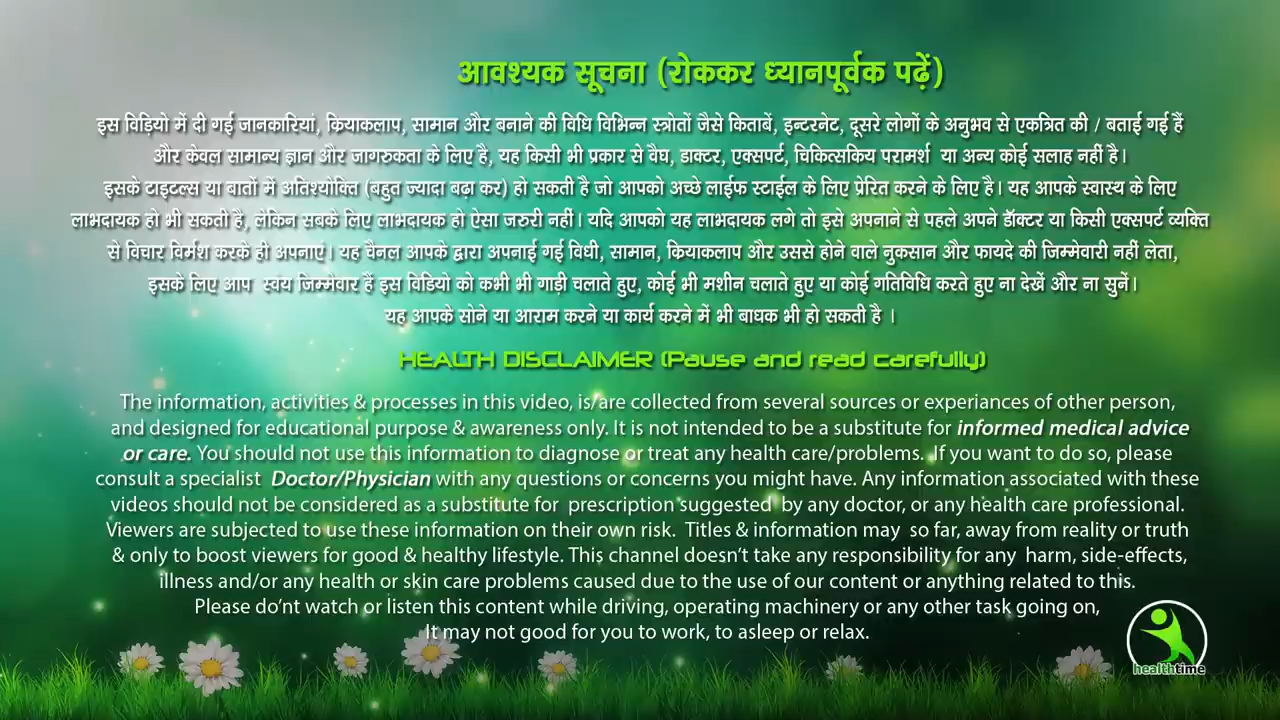 आवश्यक सूचना (रोककर ध्यानपूर्वक पढ़ें)
इस विड़ियो में दी गई जानकारियां, क्रियाकलाप, सामान और बनाने की विधि विभिन्न स्त्रोतों जैसे किताबें, इन्टरनेट, दूसरे लोगों के अनुभव से एकत्रित की / बताई गई हैं
और केवल सामान्य ज्ञान और जागरुकता के लिए है, यह किसी भी प्रकार से वैघ, डाक्टर, एक्सपर्ट, चिकित्सकिय परामर्श या अन्य कोई सलाह नहीं है।
इसके टाइटल्स या बातों में अतिश्योक्ति (बहुत ज्यादा बढ़ा कर) हो सकती है जो आपको अच्छे लाईफ स्टाईल के लिए प्रेरित करने के लिए है। यह आपके स्वास्थ के लिए
लाभदायक हो भी सकती है, लेकिन सबके लिए लाभदायक हो ऐसा जरुरी नहीं। यदि आपको यह लाभदायक लगे तो इसे अपनाने से पहले अपने डॉक्टर या किसी एक्सपर्ट व्यक्ति
से विचार विर्मश करके ही अपनाएं। यह चैनल आपके द्वारा अपनाई गई विधी, सामान, क्रियाकलाप और उससे होने वाले नुकसान और फायदे की जिम्मेवारी नहीं लेता,
इसके लिए आप स्वंय जिम्मेवार हैं इस विडियो को कभी भी गाड़ी चलाते हुए, कोई भी मशीन चलाते हुए या कोई गतिविधि करते हुए ना देखें और ना सुनें।
यह आपके सोने या आराम करने या कार्य करने में भी बाधक भी हो सकती है ।
HEALTH DISCLAIMER (Pause and read carefully)
The information, activities & processes in this video, is/are collected from several sources or experiances of other person,
and designed for educational purpose & awareness only. It is not intended to be a substitute for informed medical advice
or care. You should not use this information to diagnose or treat any health care/problems. If you want to do so, please
consult a specialist Doctor/Physician with any questions or concerns you might have. Any information associated with these
videos should not be considered as a substitute for prescription suggested by any doctor, or any health care professional.
Viewers are subjected to use these information on their own risk. Titles & information may so far, away from reality or truth
& only to boost viewers for good & healthy lifestyle. This channel doesn't take any responsibility for any harm, side-effects,
illness and/or any health or skin care problems caused due to the use of our content or anything related to this.
Please do'nt watch or listen this content while driving, operating machinery or any other task going on,
It may not good for you to work, to asleep or relax.
healthtime